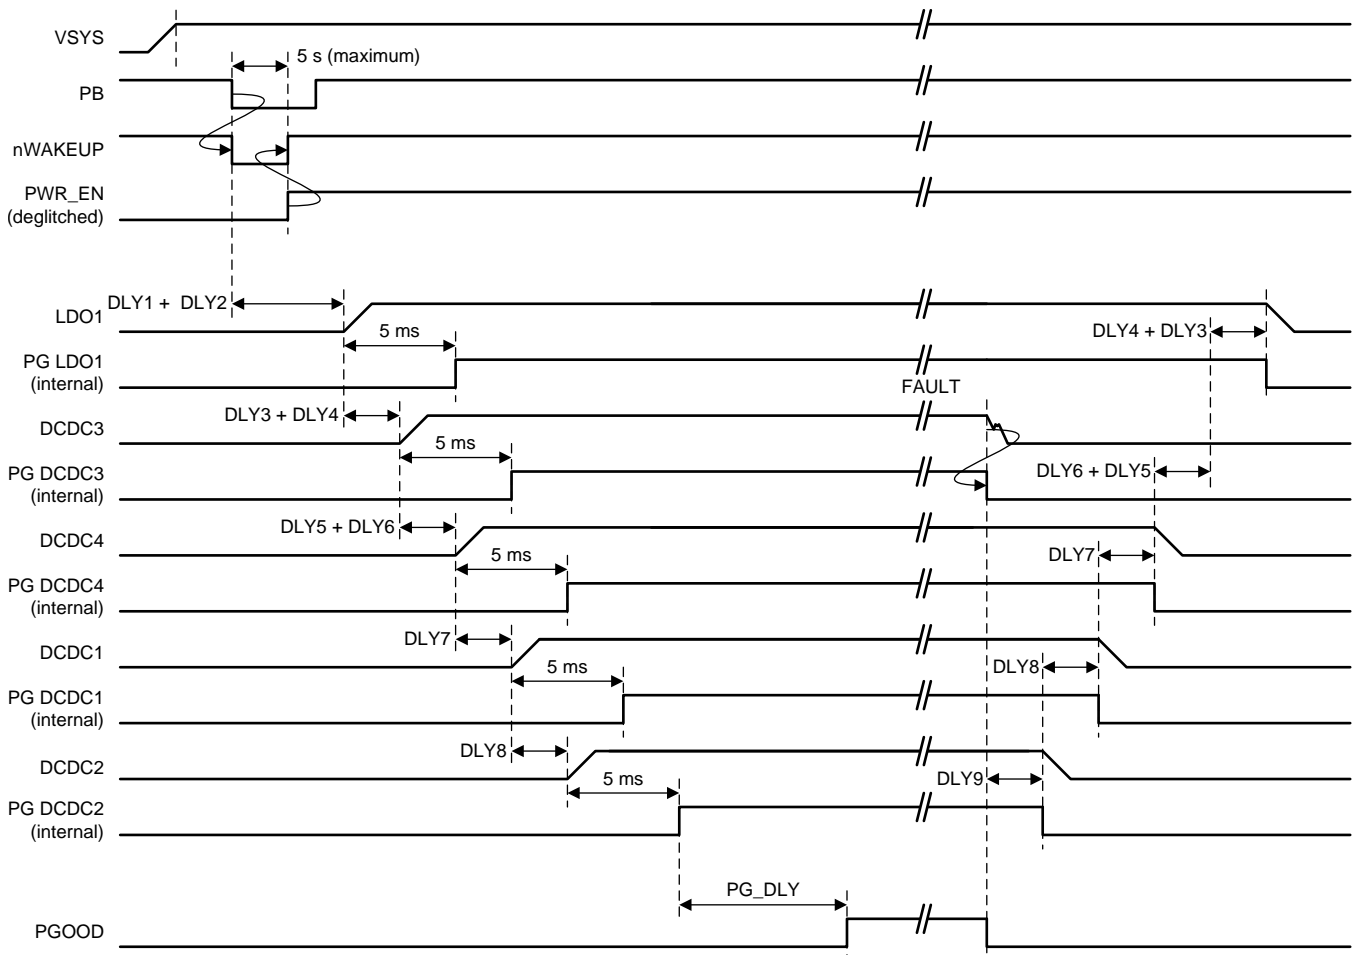 VSYS
5 s (maximum)
PB
nWAKEUP
PWR_EN
(deglitched)
DLY1 + DLY2
LDO1
5 ms
DLY4 + DLY3
PG LDO1
(internal)
FAULT
DLY3 + DLY4
DCDC3
5 ms
PG DCDC3
(internal)
DLY6 + DLY5
DLY5 + DLY6
DCDC4
5 ms
DLY7
PG DCDC4
(internal)
DLY7
DCDC1
5 ms
DLY8
PG DCDC1
(internal)
DLY8
DCDC2
5 ms
DLY9
PG DCDC2
(internal)
PG_DLY
PGOOD